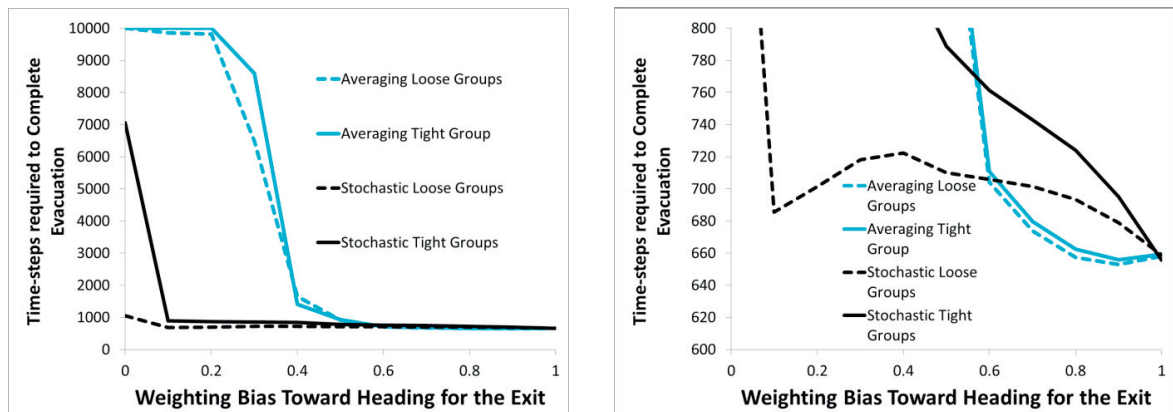 Time-steps required to Complete
Evacuation
10000
9000
8000
7000
6000
5000
4000
3000
2000
1000
0
Averaging Loose Groups
Averaging Tight Group
Stochastic Loose Groups
Stochastic Tight Groups
0 0.2 0.4 0.6 0.8 1
Weighting Bias Toward Heading for the Exit
Time-steps required to Complete
Evacuation
800
780
760
740
720
700
680
660
640
620
600
Averaging Loose
Groups
Averaging Tight
Group
Stochastic Loose
Groups
Stochastic Tight
Groups
0 0.2 0.4 0.6 0.8 1
Weighting Bias Toward Heading for the Exit